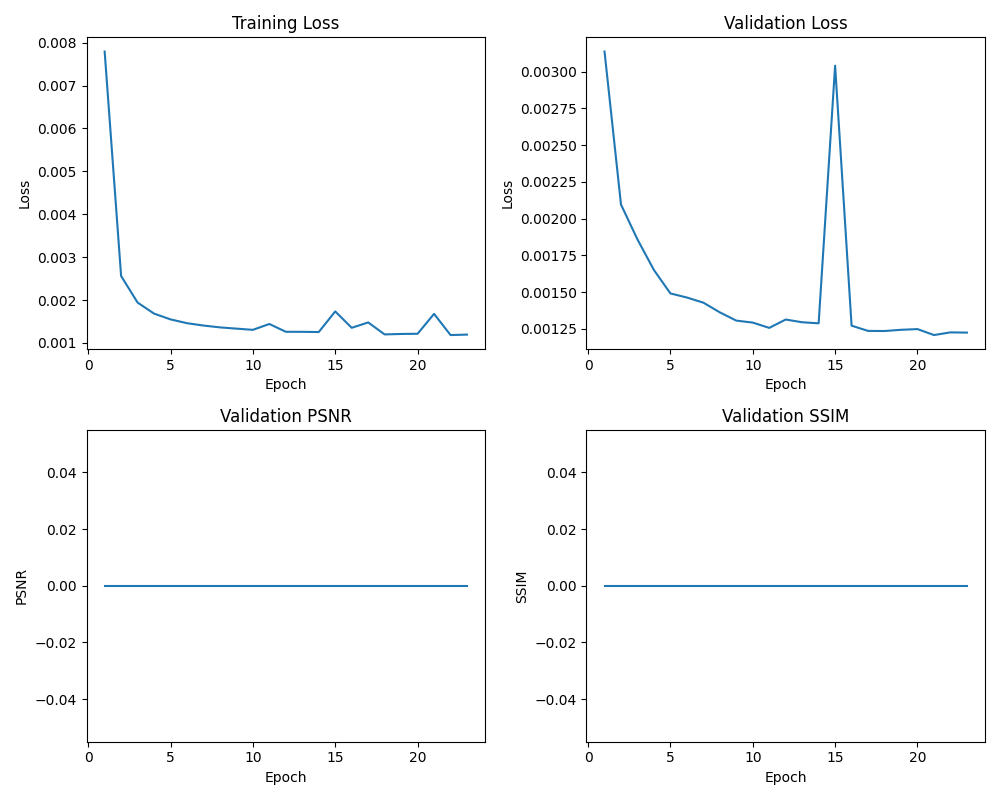 Training Loss
Loss
0.008
0.007
0.006
0.005
0.004
0.003
0.002
0.001
0 5 10 15 20
Epoch
Validation Loss
Loss
0.00300
0.00275
0.00250
0.00225
0.00200
0.00175
0.00150
0.00125
0 5 10 15 20
Epoch
Validation PSNR
PSNR
0.04
0.02
0.00
−0.02
−0.04
0 5 10 15 20
Epoch
Validation SSIM
SSIM
0.04
0.02
0.00
−0.02
−0.04
0 5 10 15 20
Epoch